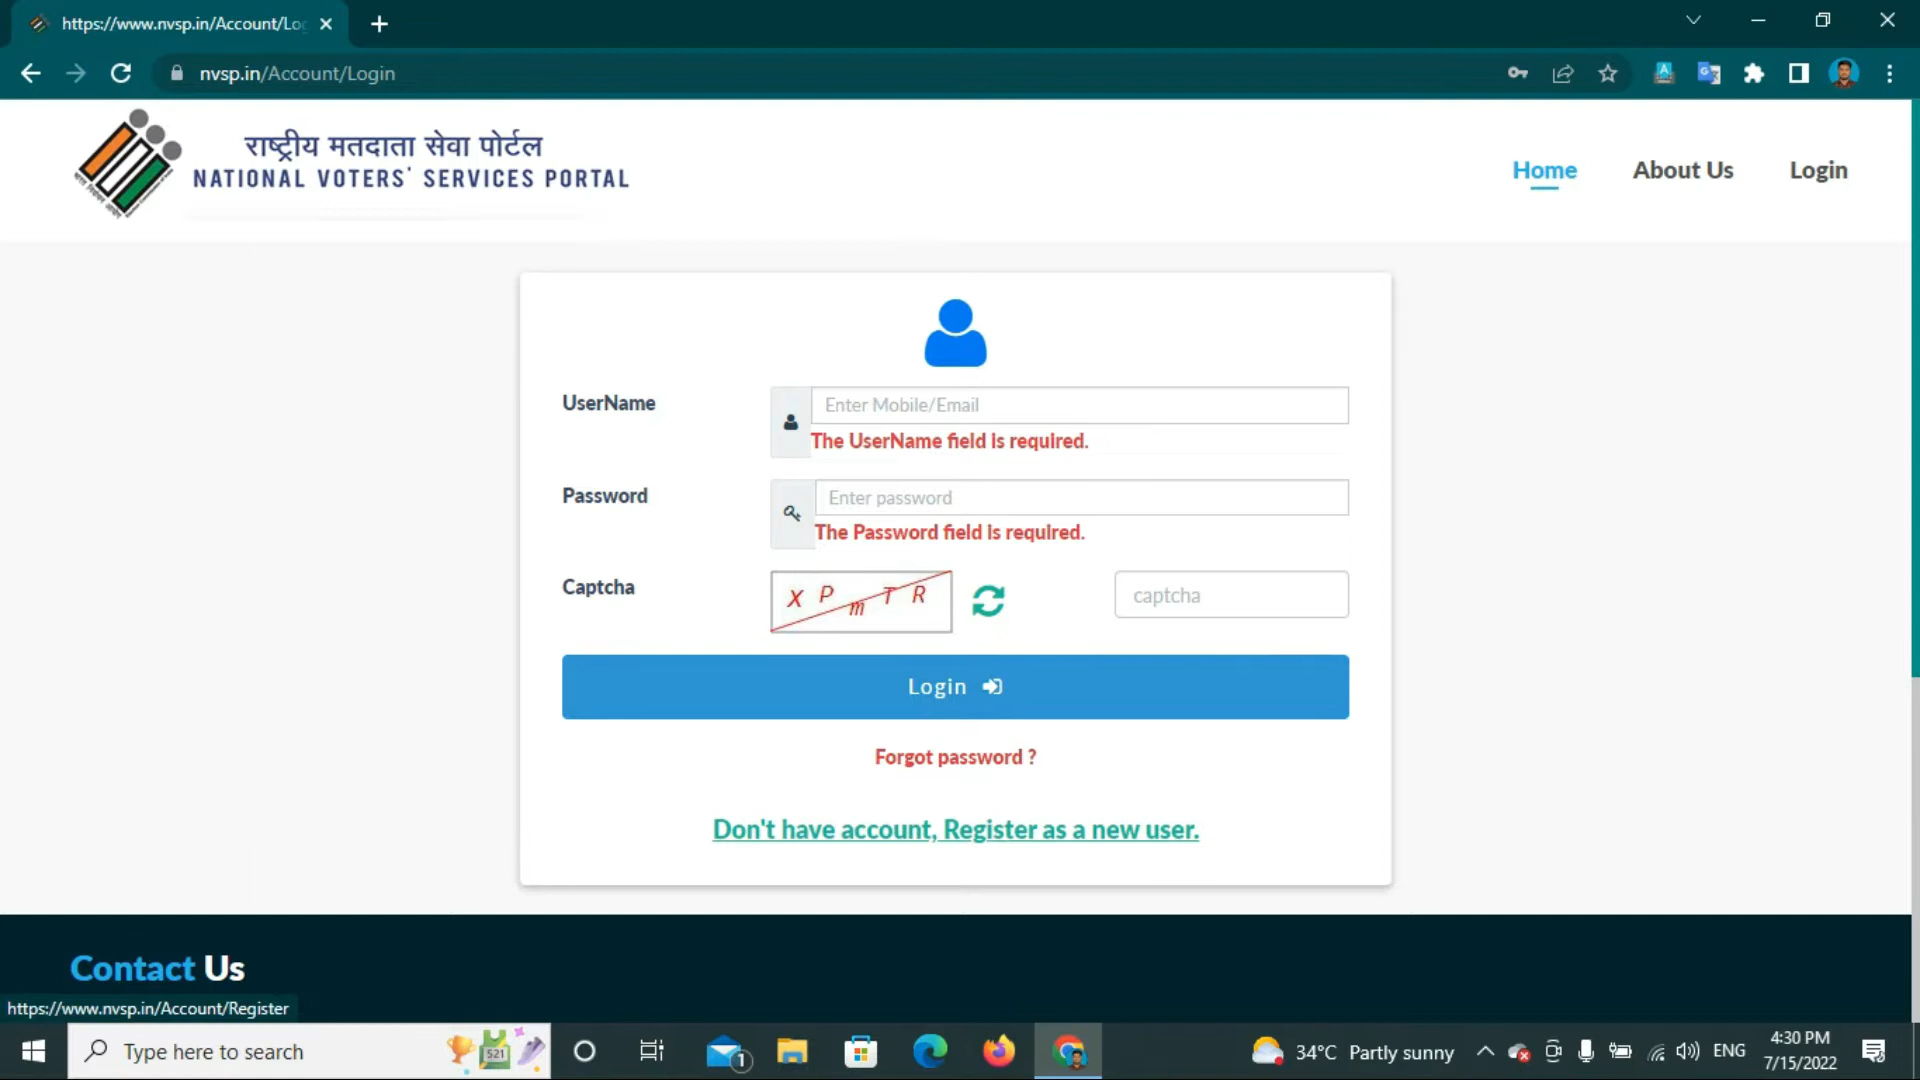 https://www.nvsp.in/Account/Lo
nvsp.in/Account/Login
राष्ट्रीय मतदाता सेवा पोर्टल
NATIONAL VOTERS' SERVICES PORTAL
Home
About Us
Login
UserName
Enter Mobile/Email
The UserName field is required.
Password
Enter password
The Password field is required.
Captcha
X P m T R
captcha
Login
Forgot password ?
Don't have account, Register as a new user.
Contact Us
https://www.nvsp.in/Account/Register
Type here to search
521
1
34°C Partly sunny
ENG
4:30 PM
7/15/2022